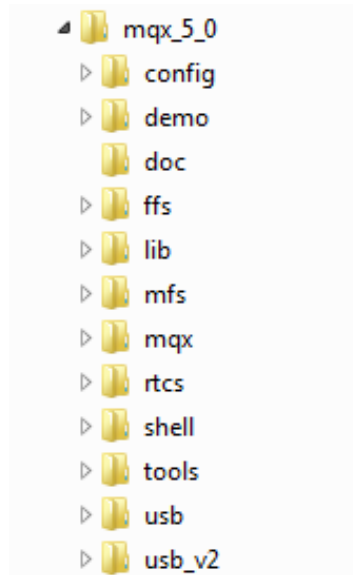 mqx_5_0
config
demo
doc
ffs
lib
mfs
mqx
rtcs
shell
tools
usb
usb_v2